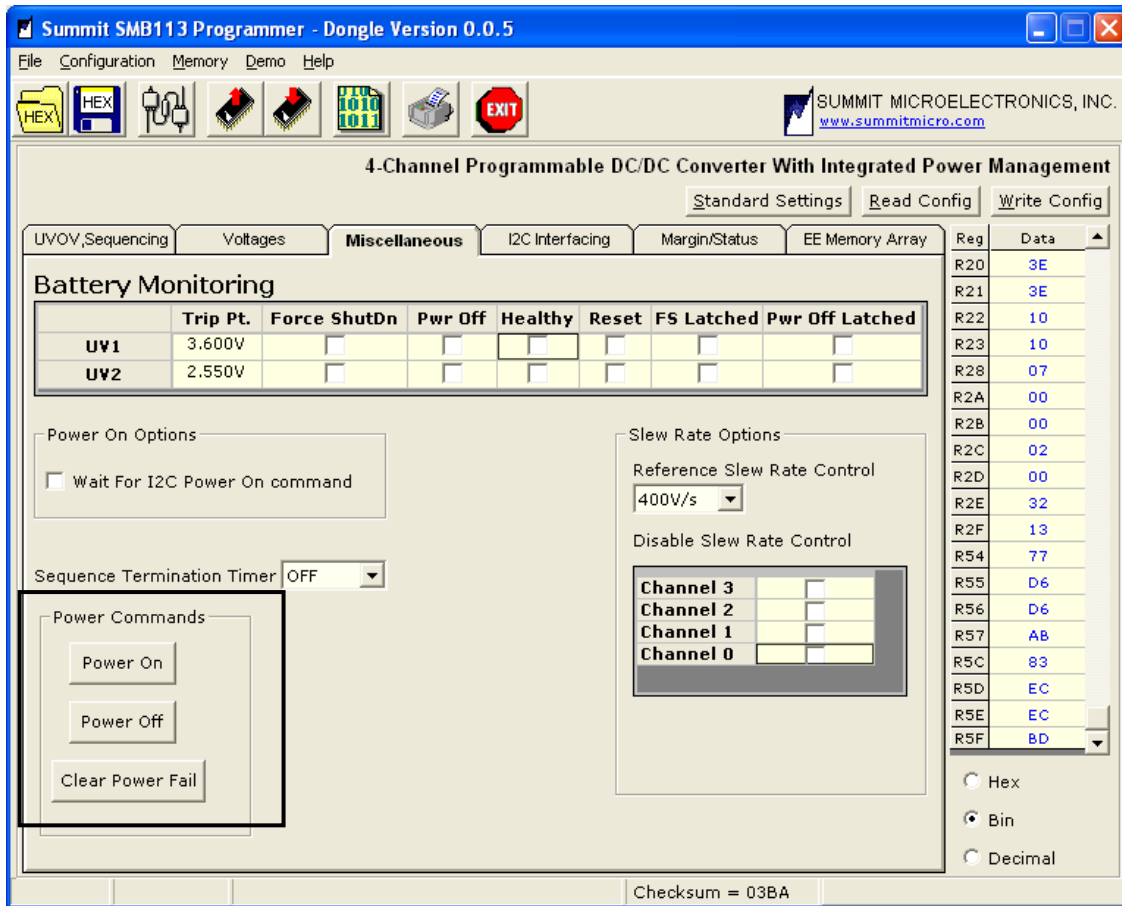 Summit SMB113 Programmer - Dongle Version 0.0.5
File Configuration Memory Demo Help
HEX HEX 110 1010 1011 EXIT
SUMMIT MICROELECTRONICS, INC.
www.summitmicro.com
4-Channel Programmable DC/DC Converter With Integrated Power Management
Standard Settings Read Config Write Config
UVOV,Sequencing Voltages Miscellaneous I2C Interfacing Margin/Status EE Memory Array
Battery Monitoring
Trip Pt. Force ShutDn Pwr Off Healthy Reset FS Latched Pwr Off Latched
UV1 3.600V
UV2 2.550V
Power On Options
Wait For I2C Power On command
Sequence Termination Timer OFF
Power Commands
Power On
Power Off
Clear Power Fail
Slew Rate Options
Reference Slew Rate Control
400V/s
Disable Slew Rate Control
Channel 3
Channel 2
Channel 1
Channel 0
Reg Data
R20 3E
R21 3E
R22 10
R23 10
R28 07
R2A 00
R2B 00
R2C 02
R2D 00
R2E 32
R2F 13
R54 77
R55 D6
R56 D6
R57 AB
R5C 83
R5D EC
R5E EC
R5F BD
Hex
Bin
Decimal
Checksum = 03BA